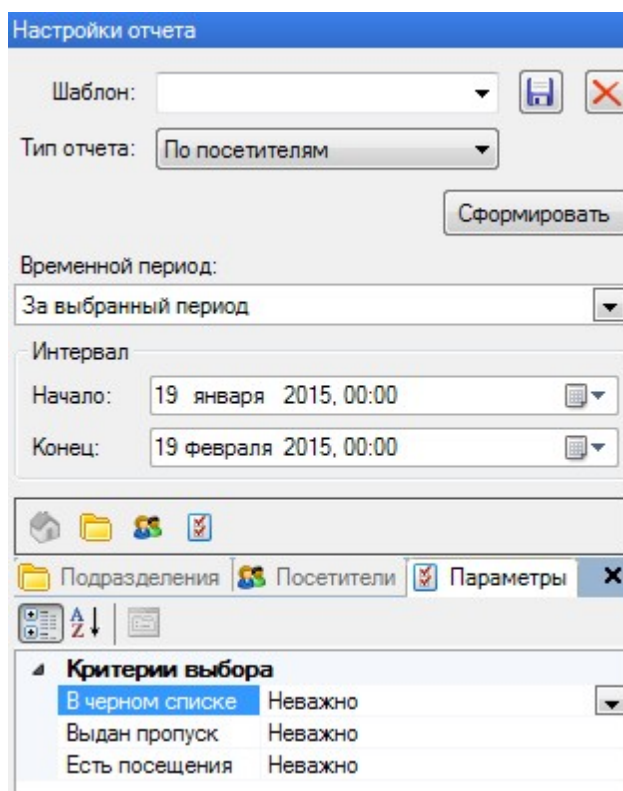 Настройки отчета
Шаблон:
Тип отчета: По посетителям
Сформировать
Временной период:
За выбранный период
Интервал
Начало: 19 января 2015, 00:00
Конец: 19 февраля 2015, 00:00
Подразделения Посетители Параметры
Критерии выбора
В черном списке Неважно
Выдан пропуск Неважно
Есть посещения Неважно